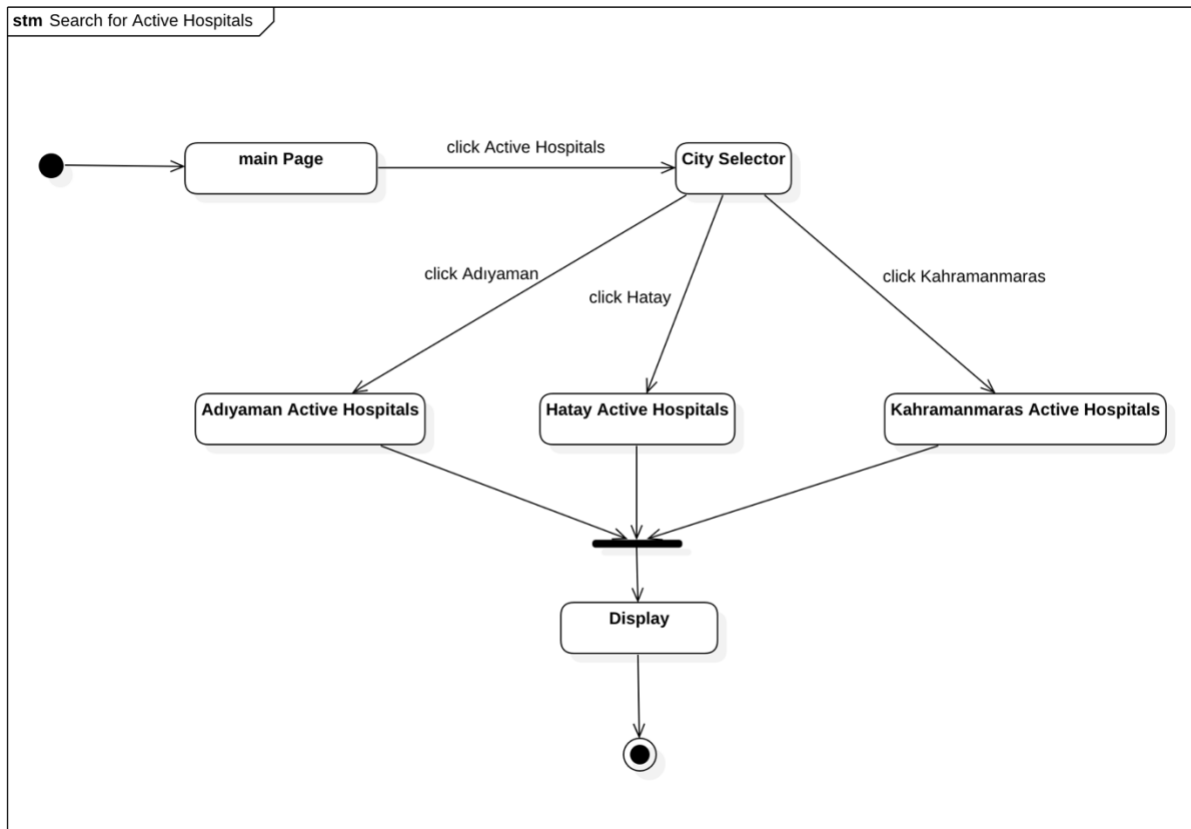 stm Search for Active Hospitals
main Page
click Active Hospitals
City Selector
click Adıyaman
click Hatay
click Kahramanmaras
Adıyaman Active Hospitals
Hatay Active Hospitals
Kahramanmaras Active Hospitals
Display